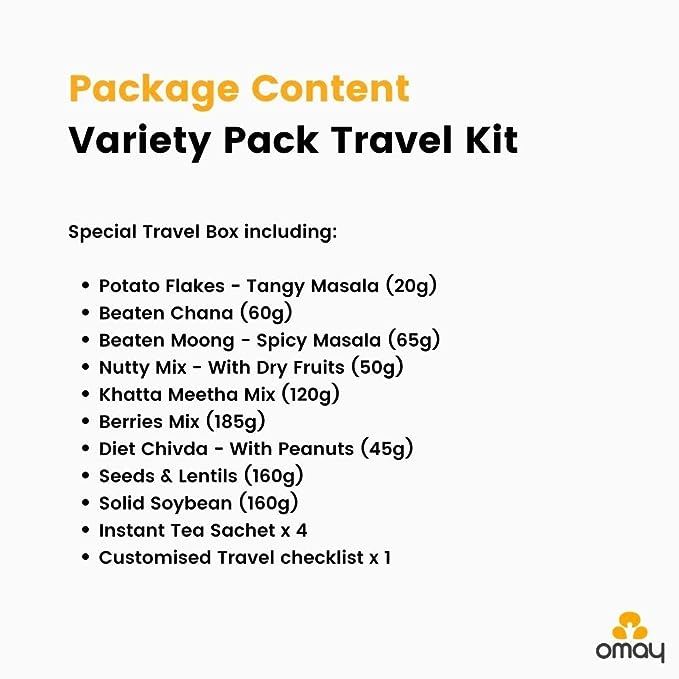 Package Content
Variety Pack Travel Kit
Special Travel Box including:
• Potato Flakes - Tangy Masala (20g)
• Beaten Chana (60g)
• Beaten Moong - Spicy Masala (65g)
• Nutty Mix - With Dry Fruits (50g)
• Khatta Meetha Mix (120g)
• Berries Mix (185g)
• Diet Chivda - With Peanuts (45g)
• Seeds & Lentils (160g)
• Solid Soybean (160g)
• Instant Tea Sachet x 4
• Customised Travel checklist x 1
omay